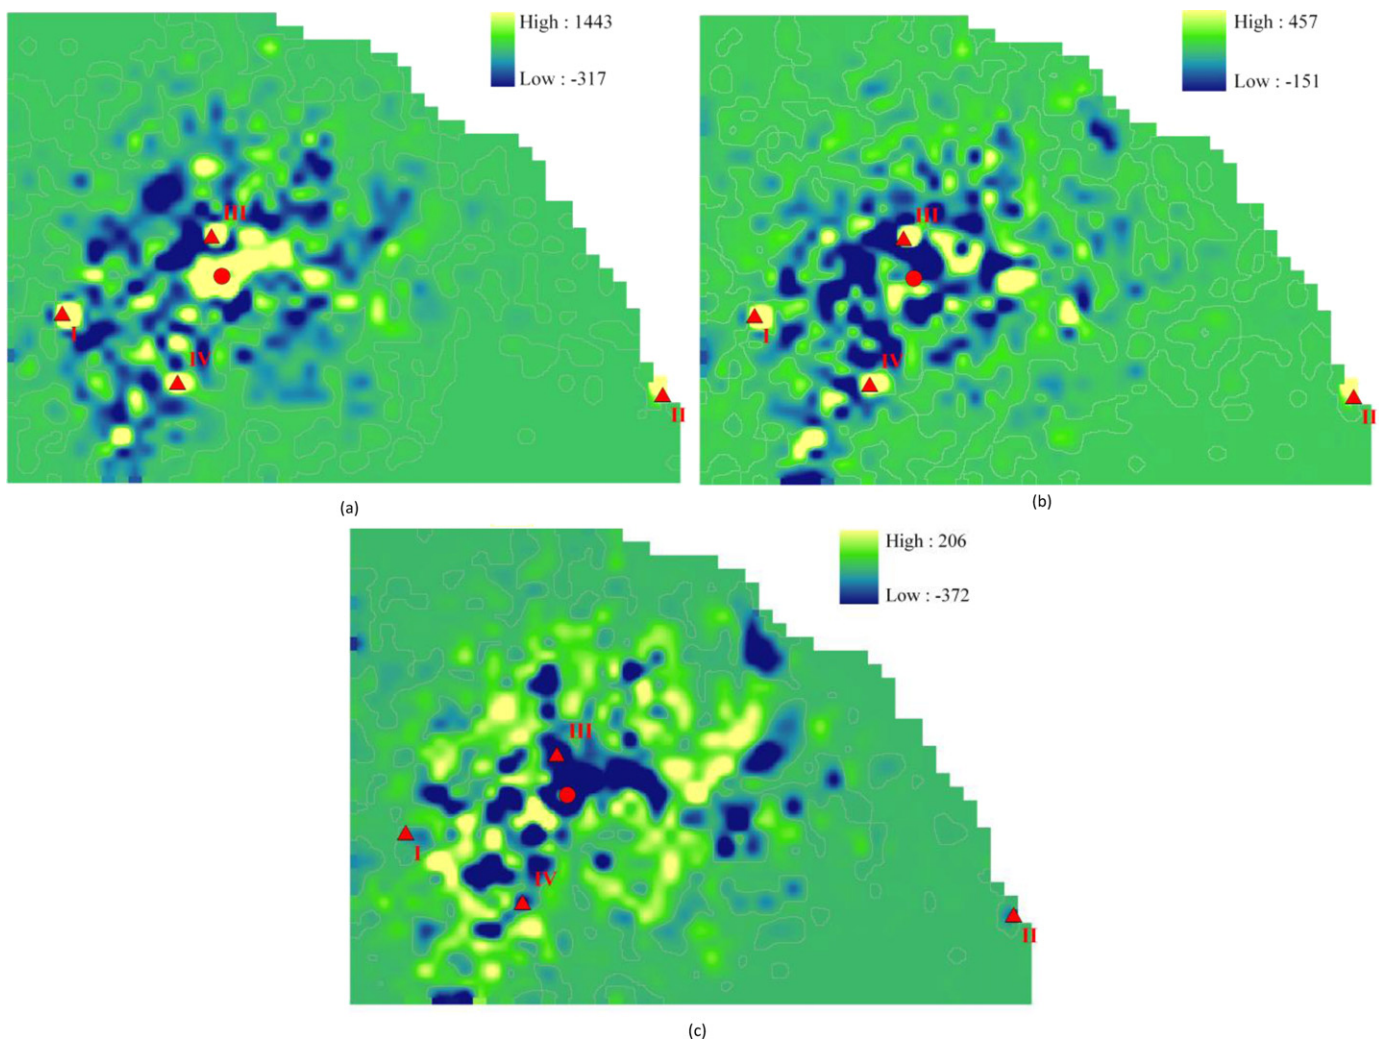 High : 1443
Low : -317
III
I
IV
II
(a)
High : 457
Low : -151
III
I
IV
II
(b)
High : 206
Low : -372
III
I
IV
II
(c)